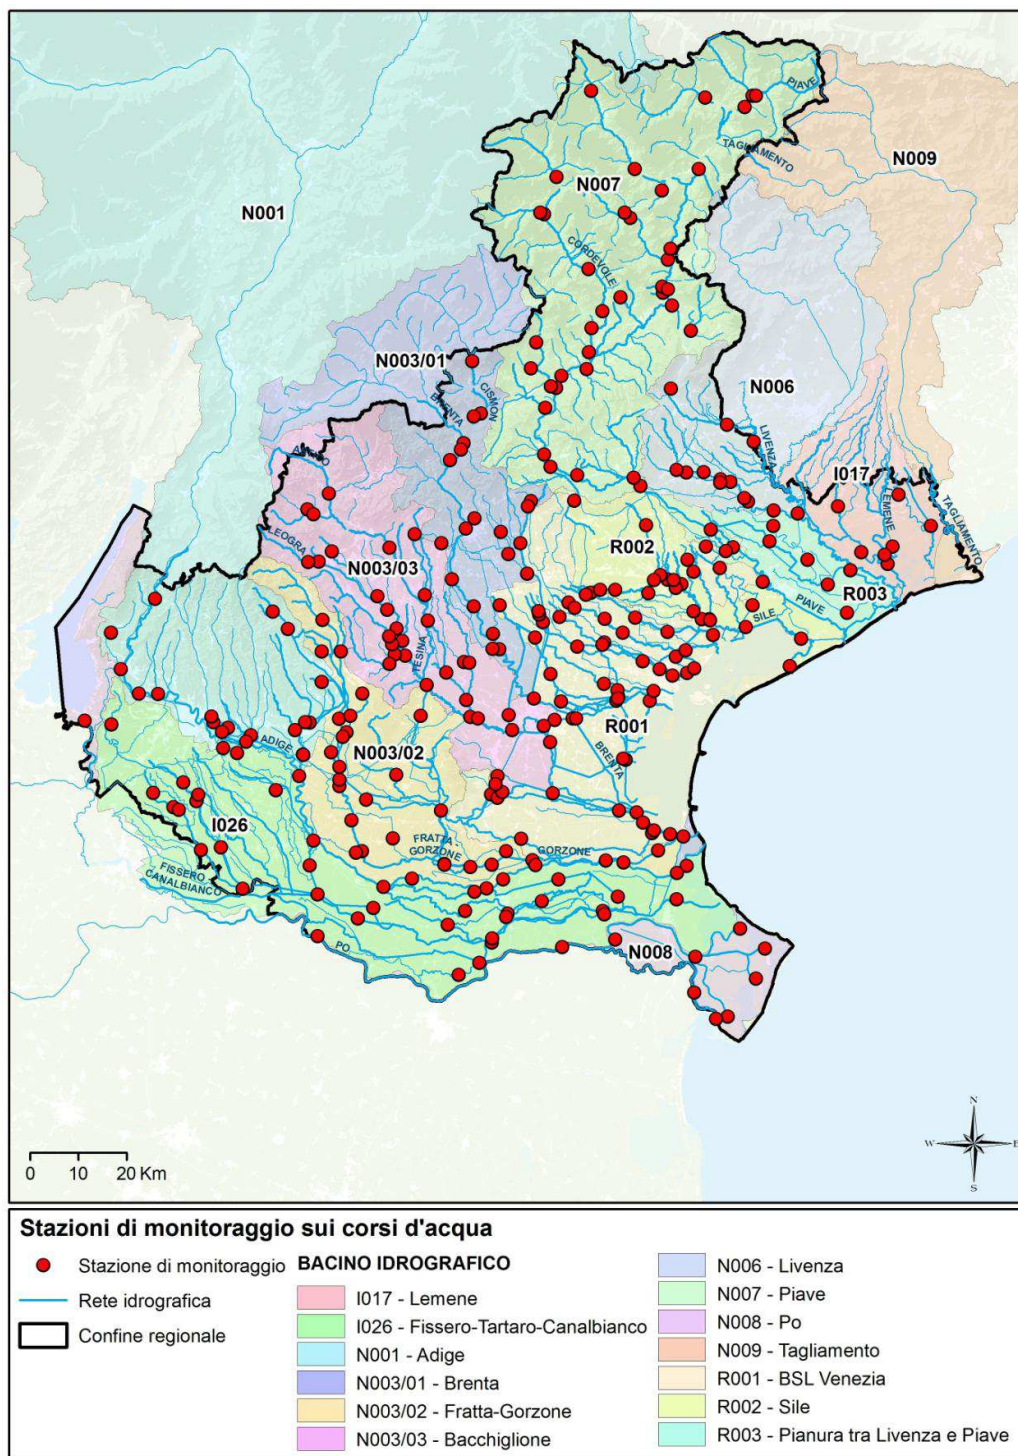 PIAVE
TAGLIAMENTO
N009
N007
N001
CORDEVOLE
N003/01
CISMON
BRENTA
N006
LIVENZA
I017
LEMENE
TAGLIAMENTO
LEOGRA
N003/03
R002
R003
PIAVE
SILE
TESINA
R001
ADIGE
N003/02
BRENTA
I026
FRATTA -
GORZONE
GORZONE
FISSERO
CANALBIANCO
PO
N008
N
W
E
S
0 10 20 Km
Stazioni di monitoraggio sui corsi d'acqua
Stazione di monitoraggio
Rete idrografica
Confine regionale
BACINO IDROGRAFICO
I017 - Lemene
I026 - Fissero-Tartaro-Canalbianco
N001 - Adige
N003/01 - Brenta
N003/02 - Fratta-Gorzone
N003/03 - Bacchiglione
N006 - Livenza
N007 - Piave
N008 - Po
N009 - Tagliamento
R001 - BSL Venezia
R002 - Sile
R003 - Pianura tra Livenza e Piave